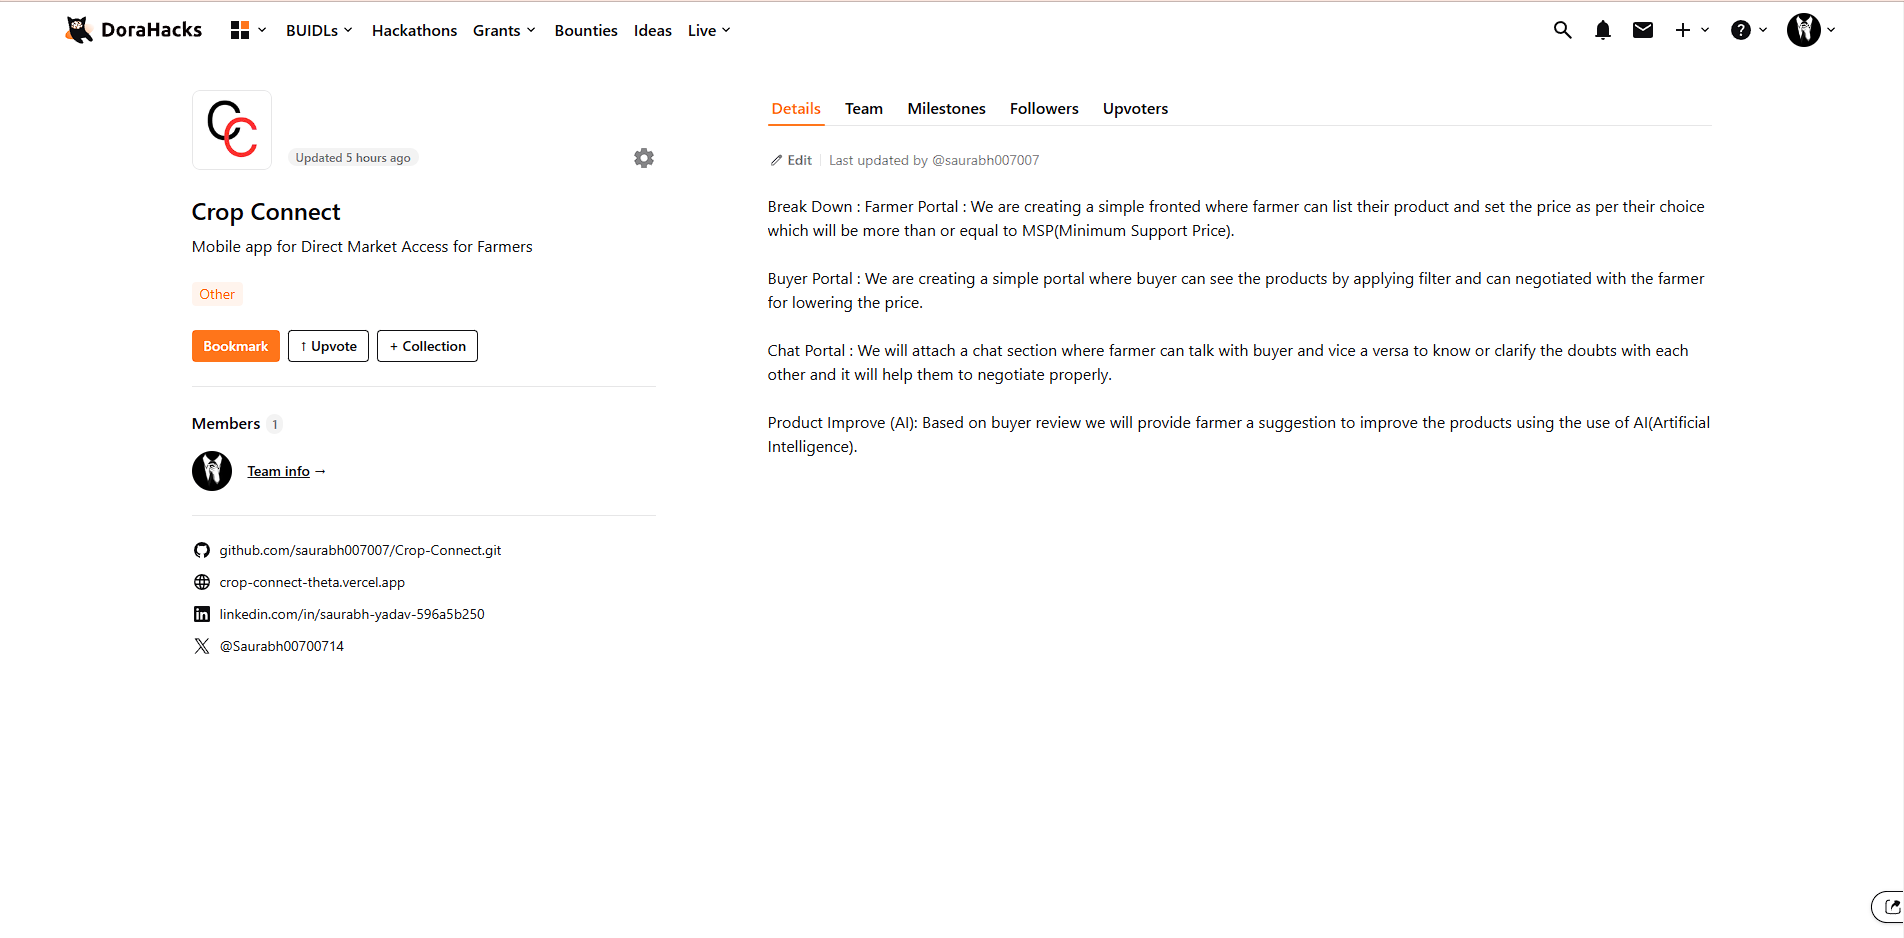 DoraHacks BUIDLs Hackathons Grants Bounties Ideas Live
CC
Updated 5 hours ago
Crop Connect
Mobile app for Direct Market Access for Farmers
Other
Bookmark ↑ Upvote + Collection
Members 1
Team info →
github.com/saurabh007007/Crop-Connect.git
crop-connect-theta.vercel.app
linkedin.com/in/saurabh-yadav-596a5b250
@Saurabh00700714
Details Team Milestones Followers Upvoters
Edit Last updated by @saurabh007007
Break Down : Farmer Portal : We are creating a simple fronted where farmer can list their product and set the price as per their choice
which will be more than or equal to MSP(Minimum Support Price).
Buyer Portal : We are creating a simple portal where buyer can see the products by applying filter and can negotiated with the farmer
for lowering the price.
Chat Portal : We will attach a chat section where farmer can talk with buyer and vice a versa to know or clarify the doubts with each
other and it will help them to negotiate properly.
Product Improve (AI): Based on buyer review we will provide farmer a suggestion to improve the products using the use of AI(Artificial
Intelligence).